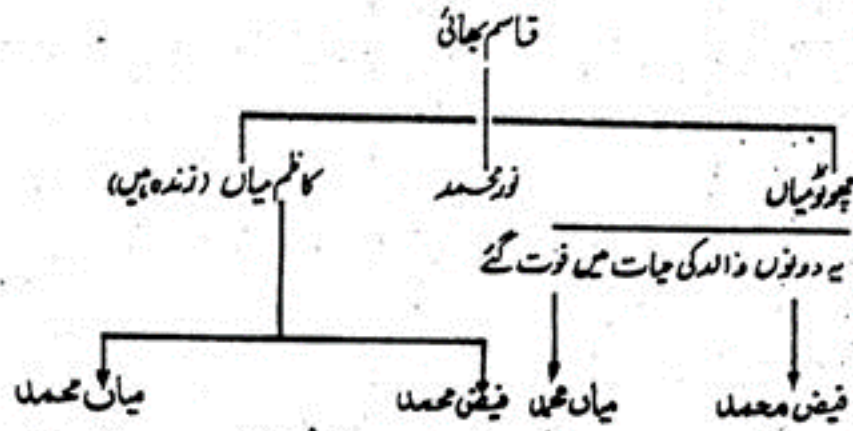 قاسم بھائی
چھوٹو میاں نور محمد کاظم میاں (زندہ ہیں)
یہ دونوں والد کی حیات میں فوت گئے
فیض محمد میاں محمد فیض محمد میاں محمد